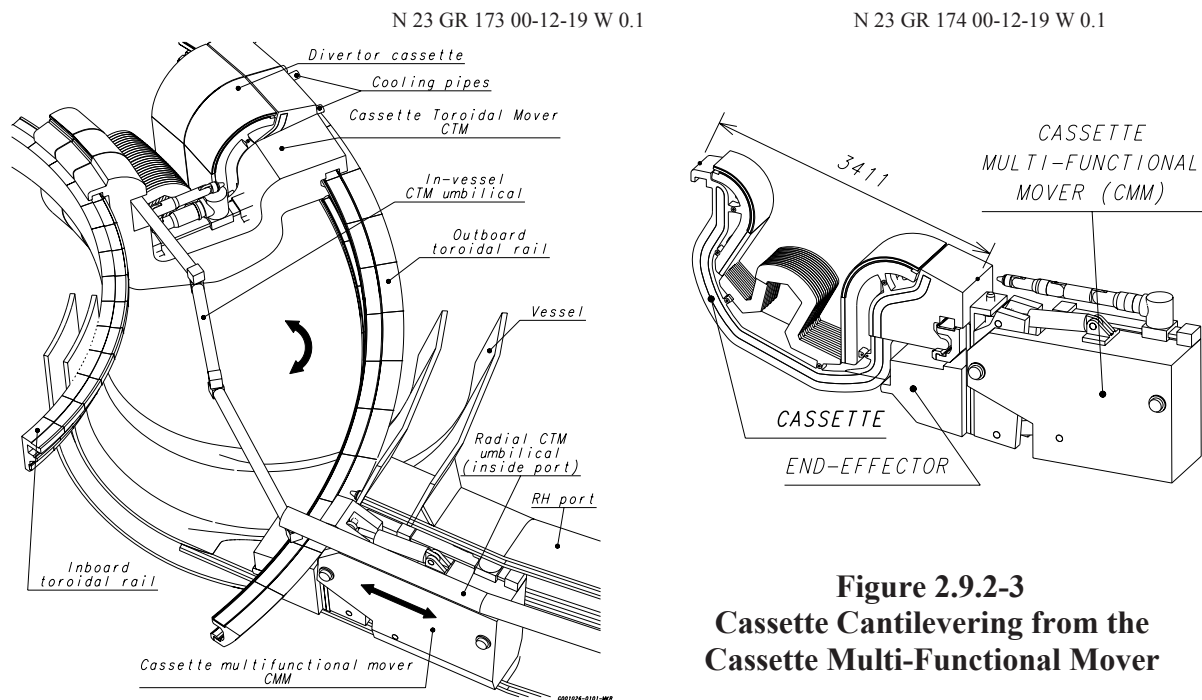 N 23 GR 173 00-12-19 W 0.1
N 23 GR 174 00-12-19 W 0.1
Divertor cassette
Cooling pipes
Cassette Toroidal Mover
CTM
In-vessel
CTM umbilical
Outboard
toroidal rail
Vessel
Radial CTM
umbilical
(inside port)
RH port
Inboard
toroidal rail
Cassette multifunctional mover
CMM
G001026-0101-WKB
3411
CASSETTE
MULTI-FUNCTIONAL
MOVER (CMM)
CASSETTE
END-EFFECTOR
Figure 2.9.2-3
Cassette Cantilevering from the
Cassette Multi-Functional Mover